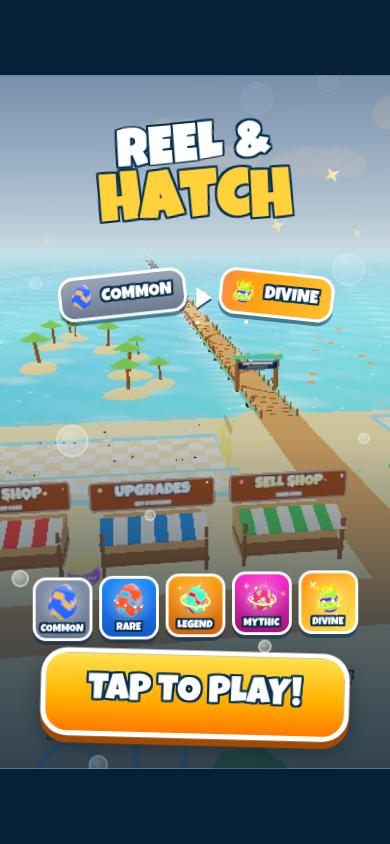 REEL &
HATCH
COMMON
DIVINE
SHOP
UPGRADES
SELL SHOP
COMMON
RARE
LEGEND
MYTHIC
DIVINE
TAP TO PLAY!